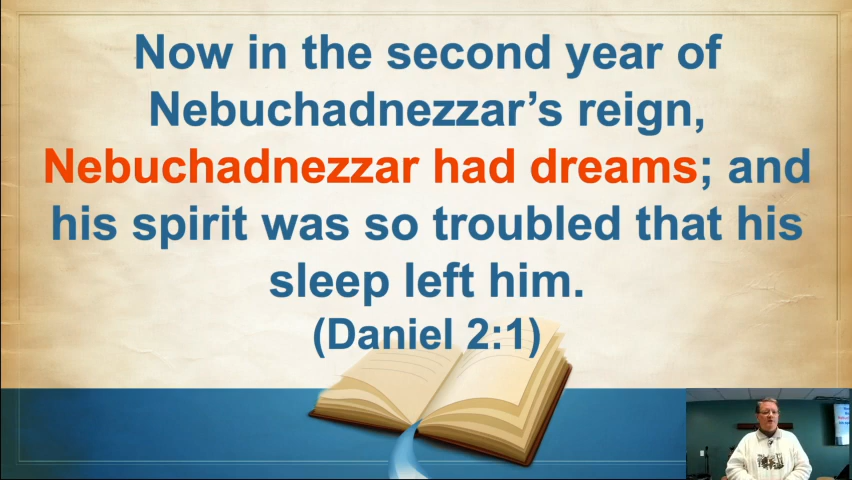 Now in the second year of
Nebuchadnezzar’s reign,
Nebuchadnezzar had dreams; and
his spirit was so troubled that his
sleep left him.
(Daniel 2:1)